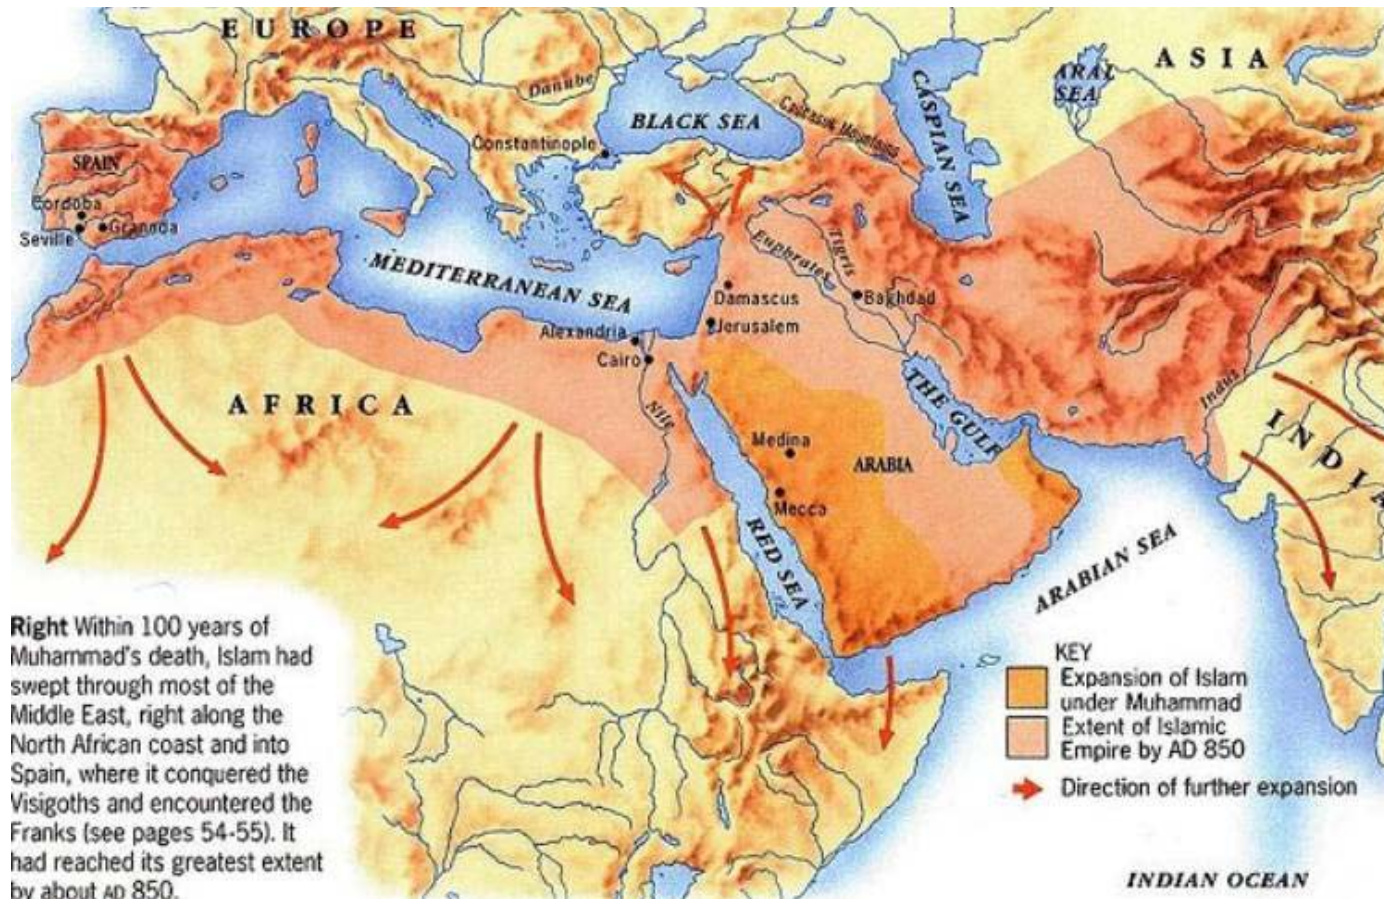 EUROPE
ASIA
ARAL
SEA
Danube
BLACK SEA
Caucasus Mountains
CASPIAN SEA
Constantinople
SPAIN
Cordoba
Seville
Granada
MEDITERRANEAN SEA
Euphrates
Tigris
Damascus
Baghdad
Jerusalem
Alexandria
Cairo
Nile
AFRICA
THE GULF
Indus
INDIA
Medina
ARABIA
Mecca
RED SEA
ARABIAN SEA
Right Within 100 years of
Muhammad's death, Islam had
swept through most of the
Middle East, right along the
North African coast and into
Spain, where it conquered the
Visigoths and encountered the
Franks (see pages 54-55). It
had reached its greatest extent
by about AD 850.
KEY
Expansion of Islam
under Muhammad
Extent of Islamic
Empire by AD 850
Direction of further expansion
INDIAN OCEAN